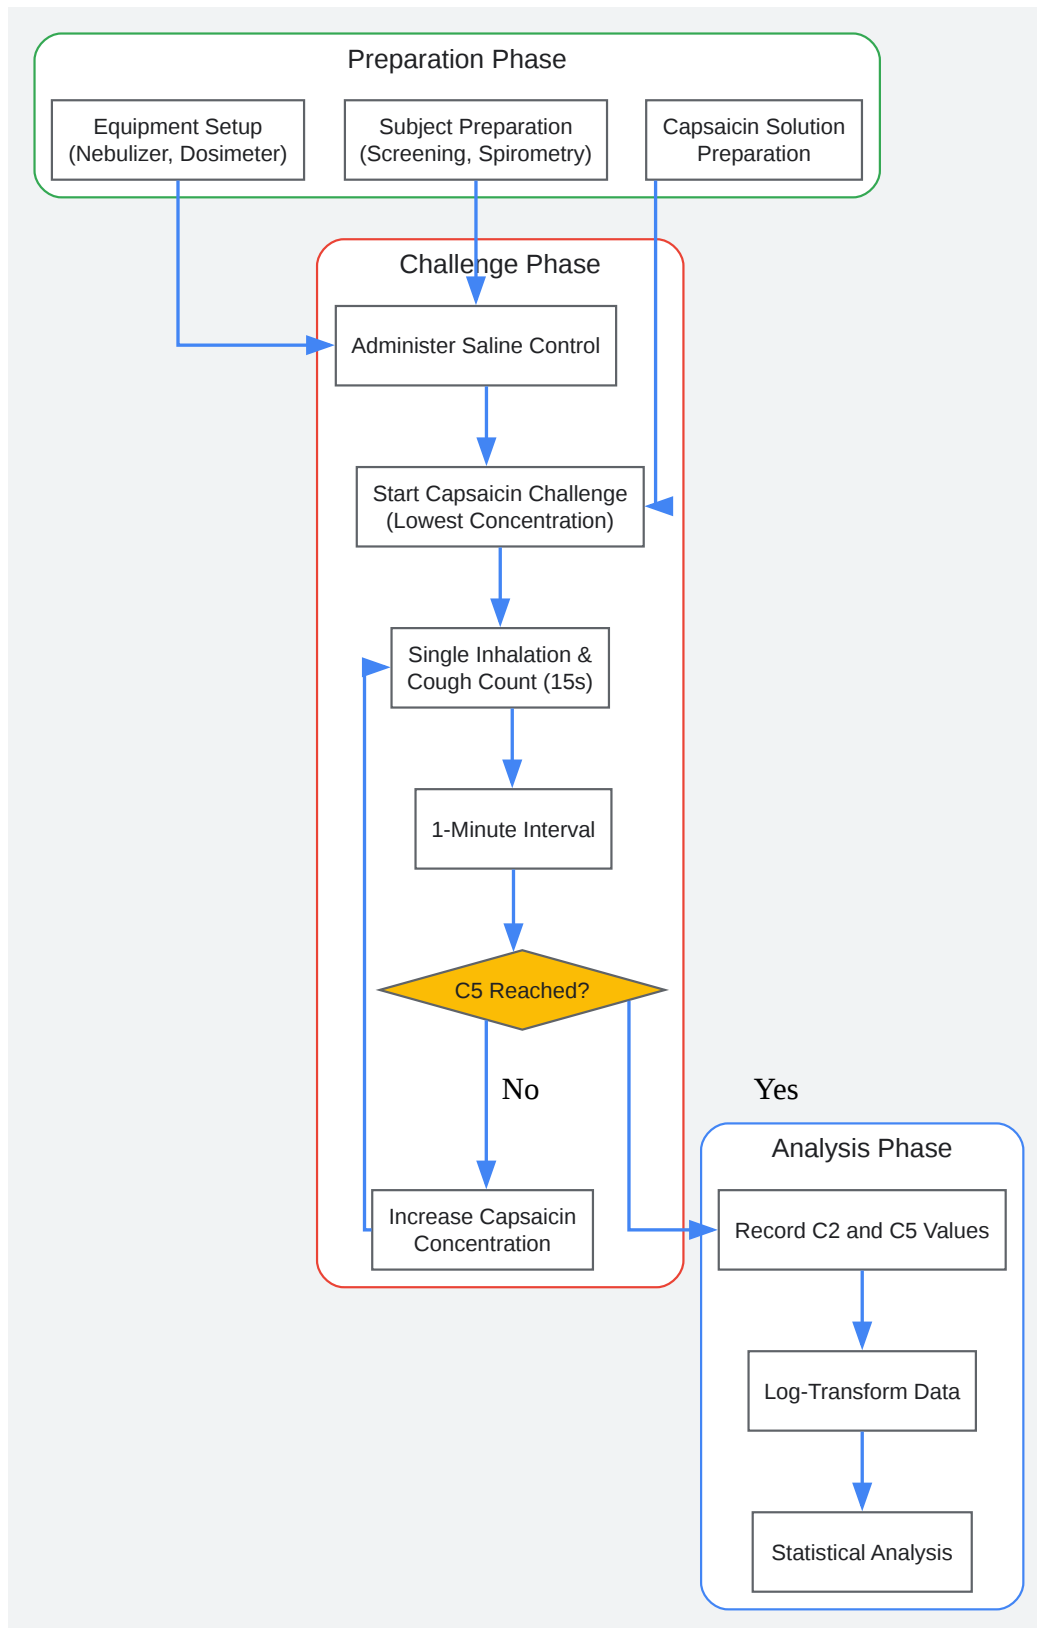 Preparation Phase
Equipment Setup
(Nebulizer, Dosimeter)
Subject Preparation
(Screening, Spirometry)
Capsaicin Solution
Preparation
Challenge Phase
Administer Saline Control
Start Capsaicin Challenge
(Lowest Concentration)
Single Inhalation &
Cough Count (15s)
1-Minute Interval
C5 Reached?
No
Yes
Increase Capsaicin
Concentration
Analysis Phase
Record C2 and C5 Values
Log-Transform Data
Statistical Analysis